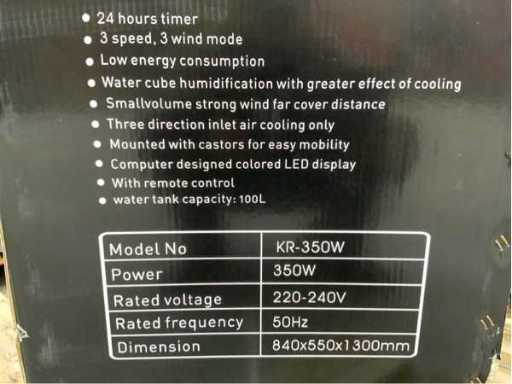 • 24 hours timer
• 3 speed, 3 wind mode
• Low energy consumption
• Water cube humidification with greater effect of cooling
• Smallvolume strong wind far cover distance
• Three direction inlet air cooling only
• Mounted with castors for easy mobility
• Computer designed colored LED display
• With remote control
• water tank capacity: 100L
Model No KR-350W
Power 350W
Rated voltage 220-240V
Rated frequency 50Hz
Dimension 840x550x1300mm